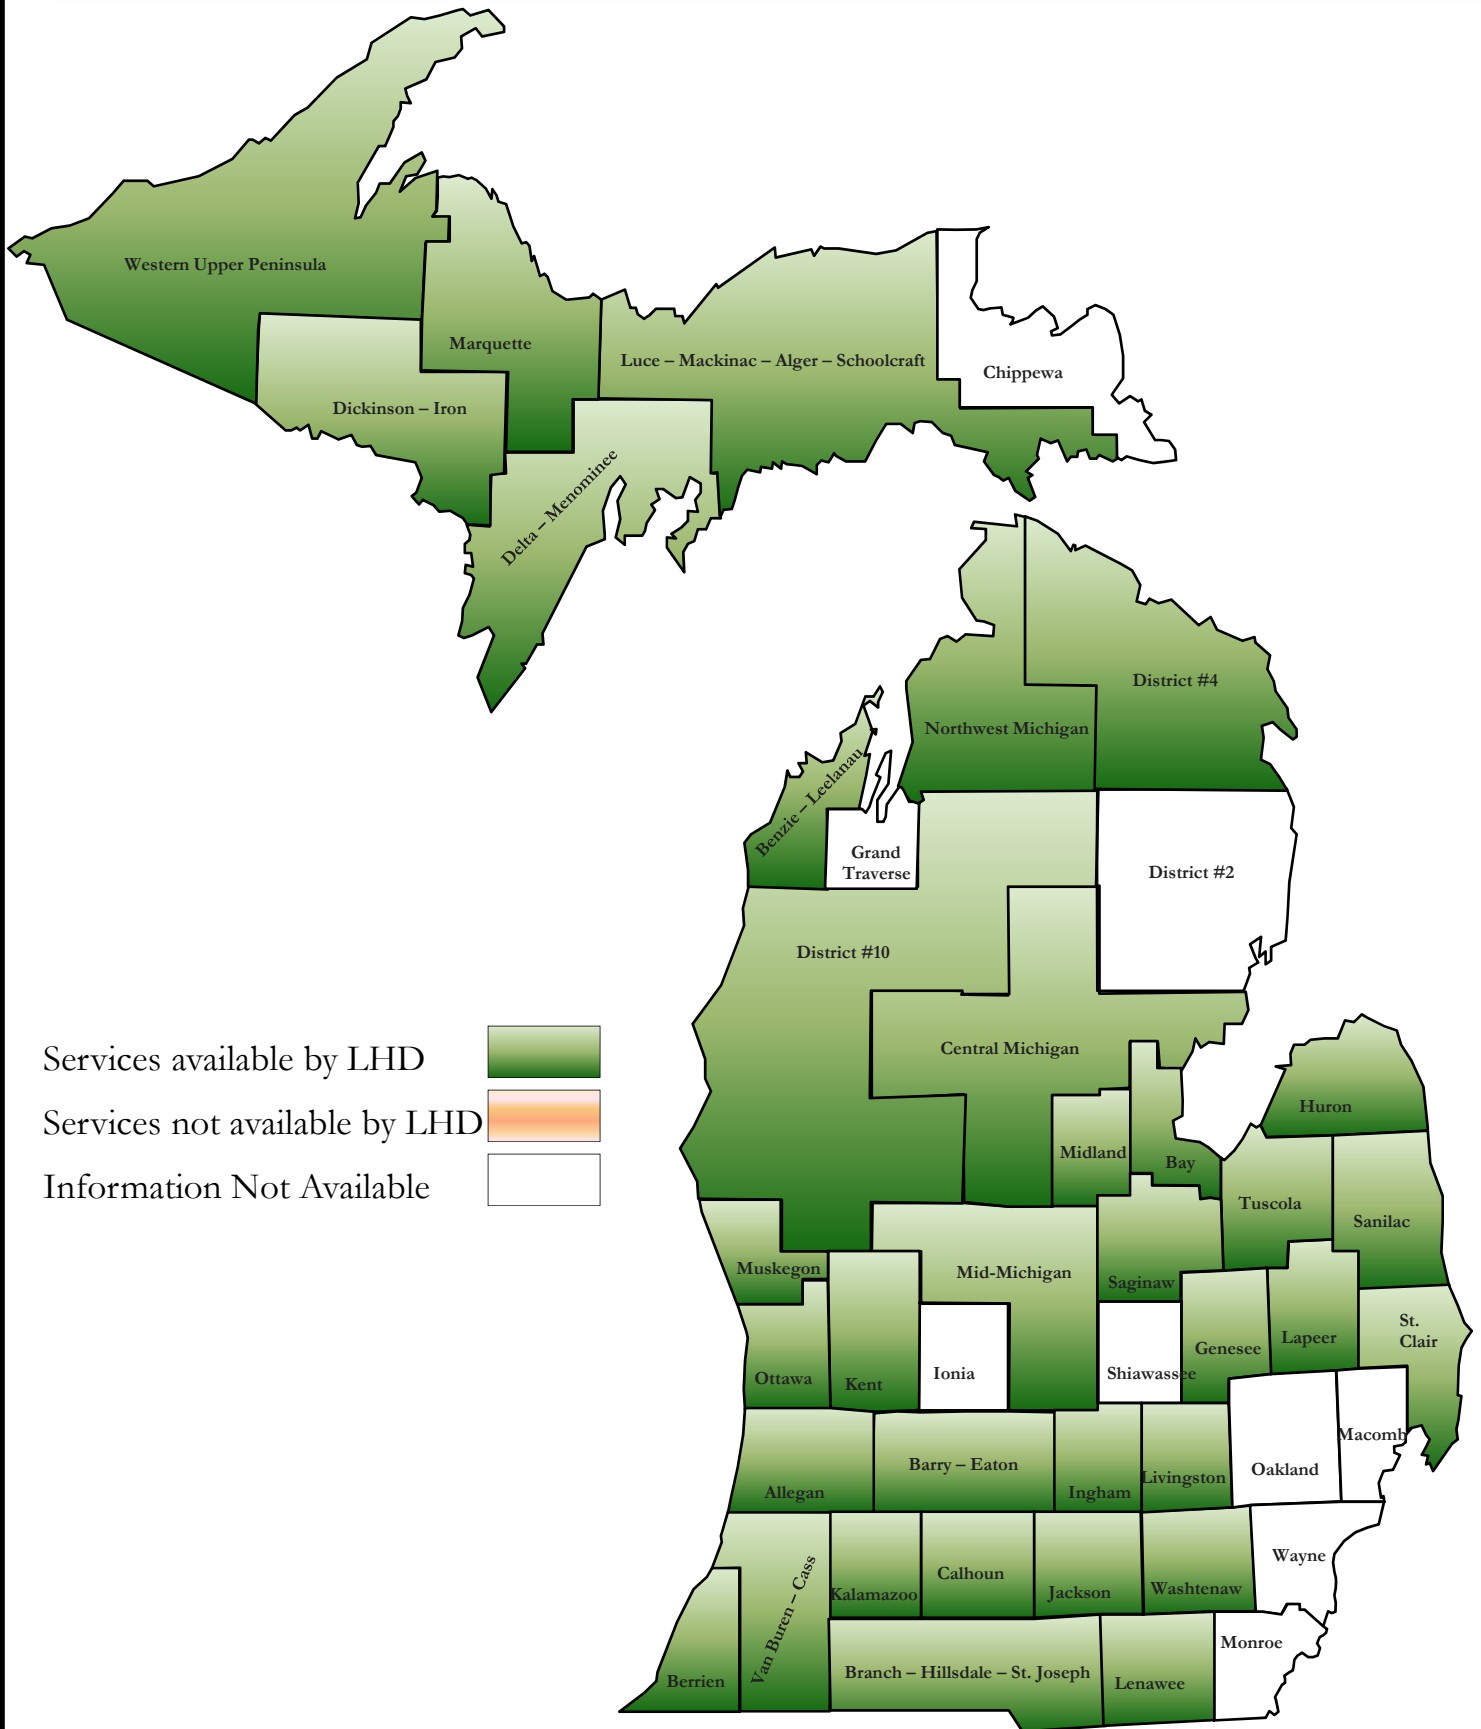 Western Upper Peninsula
Marquette
Luce – Mackinac – Alger – Schoolcraft
Chippewa
Dickinson – Iron
Delta – Menominee
District #4
Northwest Michigan
Benzie – Leelanau
Grand
Traverse
District #2
District #10
Central Michigan
Services available by LHD
Services not available by LHD
Information Not Available
Huron
Midland
Bay
Tuscola
Sanilac
Muskegon
Mid-Michigan
Saginaw
St.
Clair
Lapeer
Genesee
Ottawa
Kent
Ionia
Shiawassee
Macomb
Oakland
Barry – Eaton
Livingston
Allegan
Ingham
Wayne
Van Buren – Cass
Kalamazoo
Calhoun
Jackson
Washtenaw
Monroe
Berrien
Branch – Hillsdale – St. Joseph
Lenawee